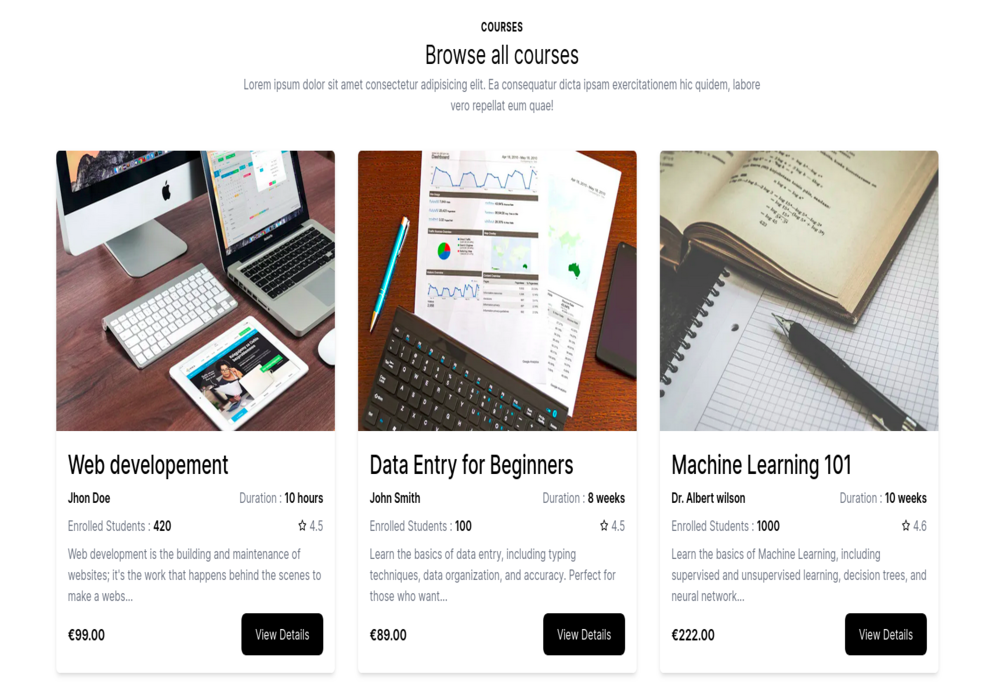 COURSES
Browse all courses
Lorem ipsum dolor sit amet consectetur adipisicing elit. Ea consequatur dicta ipsam exercitationem hic quidem, labore
vero repellat eum quae!
Dashboard
Web developement
Jhon Doe Duration : 10 hours
Enrolled Students : 420 4.5
Web development is the building and maintenance of
websites; it's the work that happens behind the scenes to
make a webs...
€99.00 View Details
Data Entry for Beginners
John Smith Duration : 8 weeks
Enrolled Students : 100 4.5
Learn the basics of data entry, including typing
techniques, data organization, and accuracy. Perfect for
those who want...
€89.00 View Details
Machine Learning 101
Dr. Albert wilson Duration : 10 weeks
Enrolled Students : 1000 4.6
Learn the basics of Machine Learning, including
supervised and unsupervised learning, decision trees, and
neural network...
€222.00 View Details